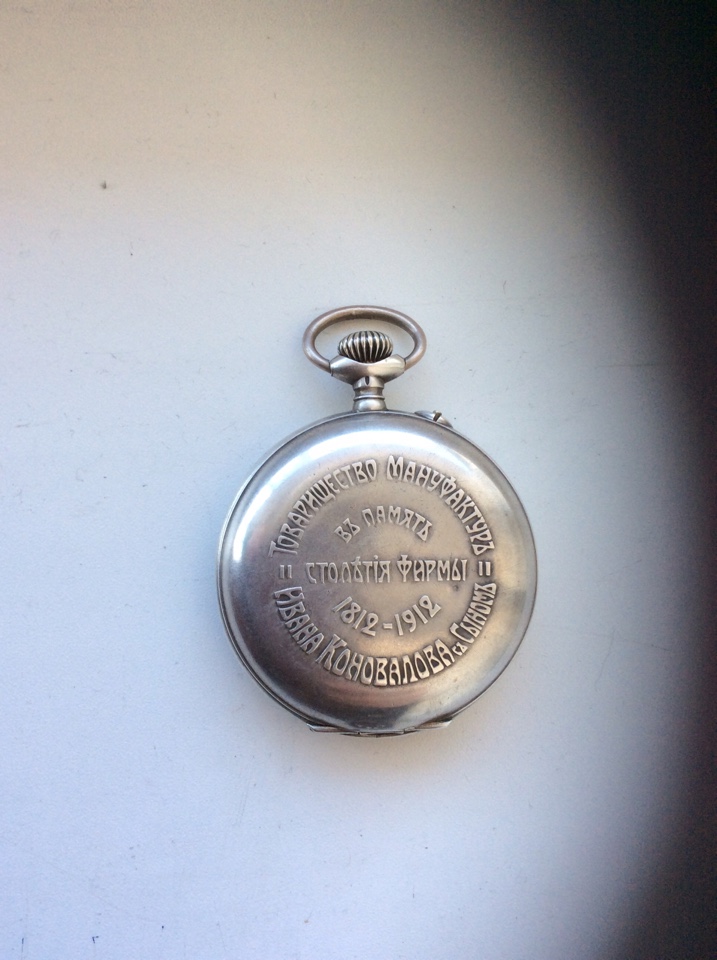 Товарищество Мануфактуръ
въ память
столѣтія фирмы
1812-1912
Ивана Коновалова съ Сыномъ